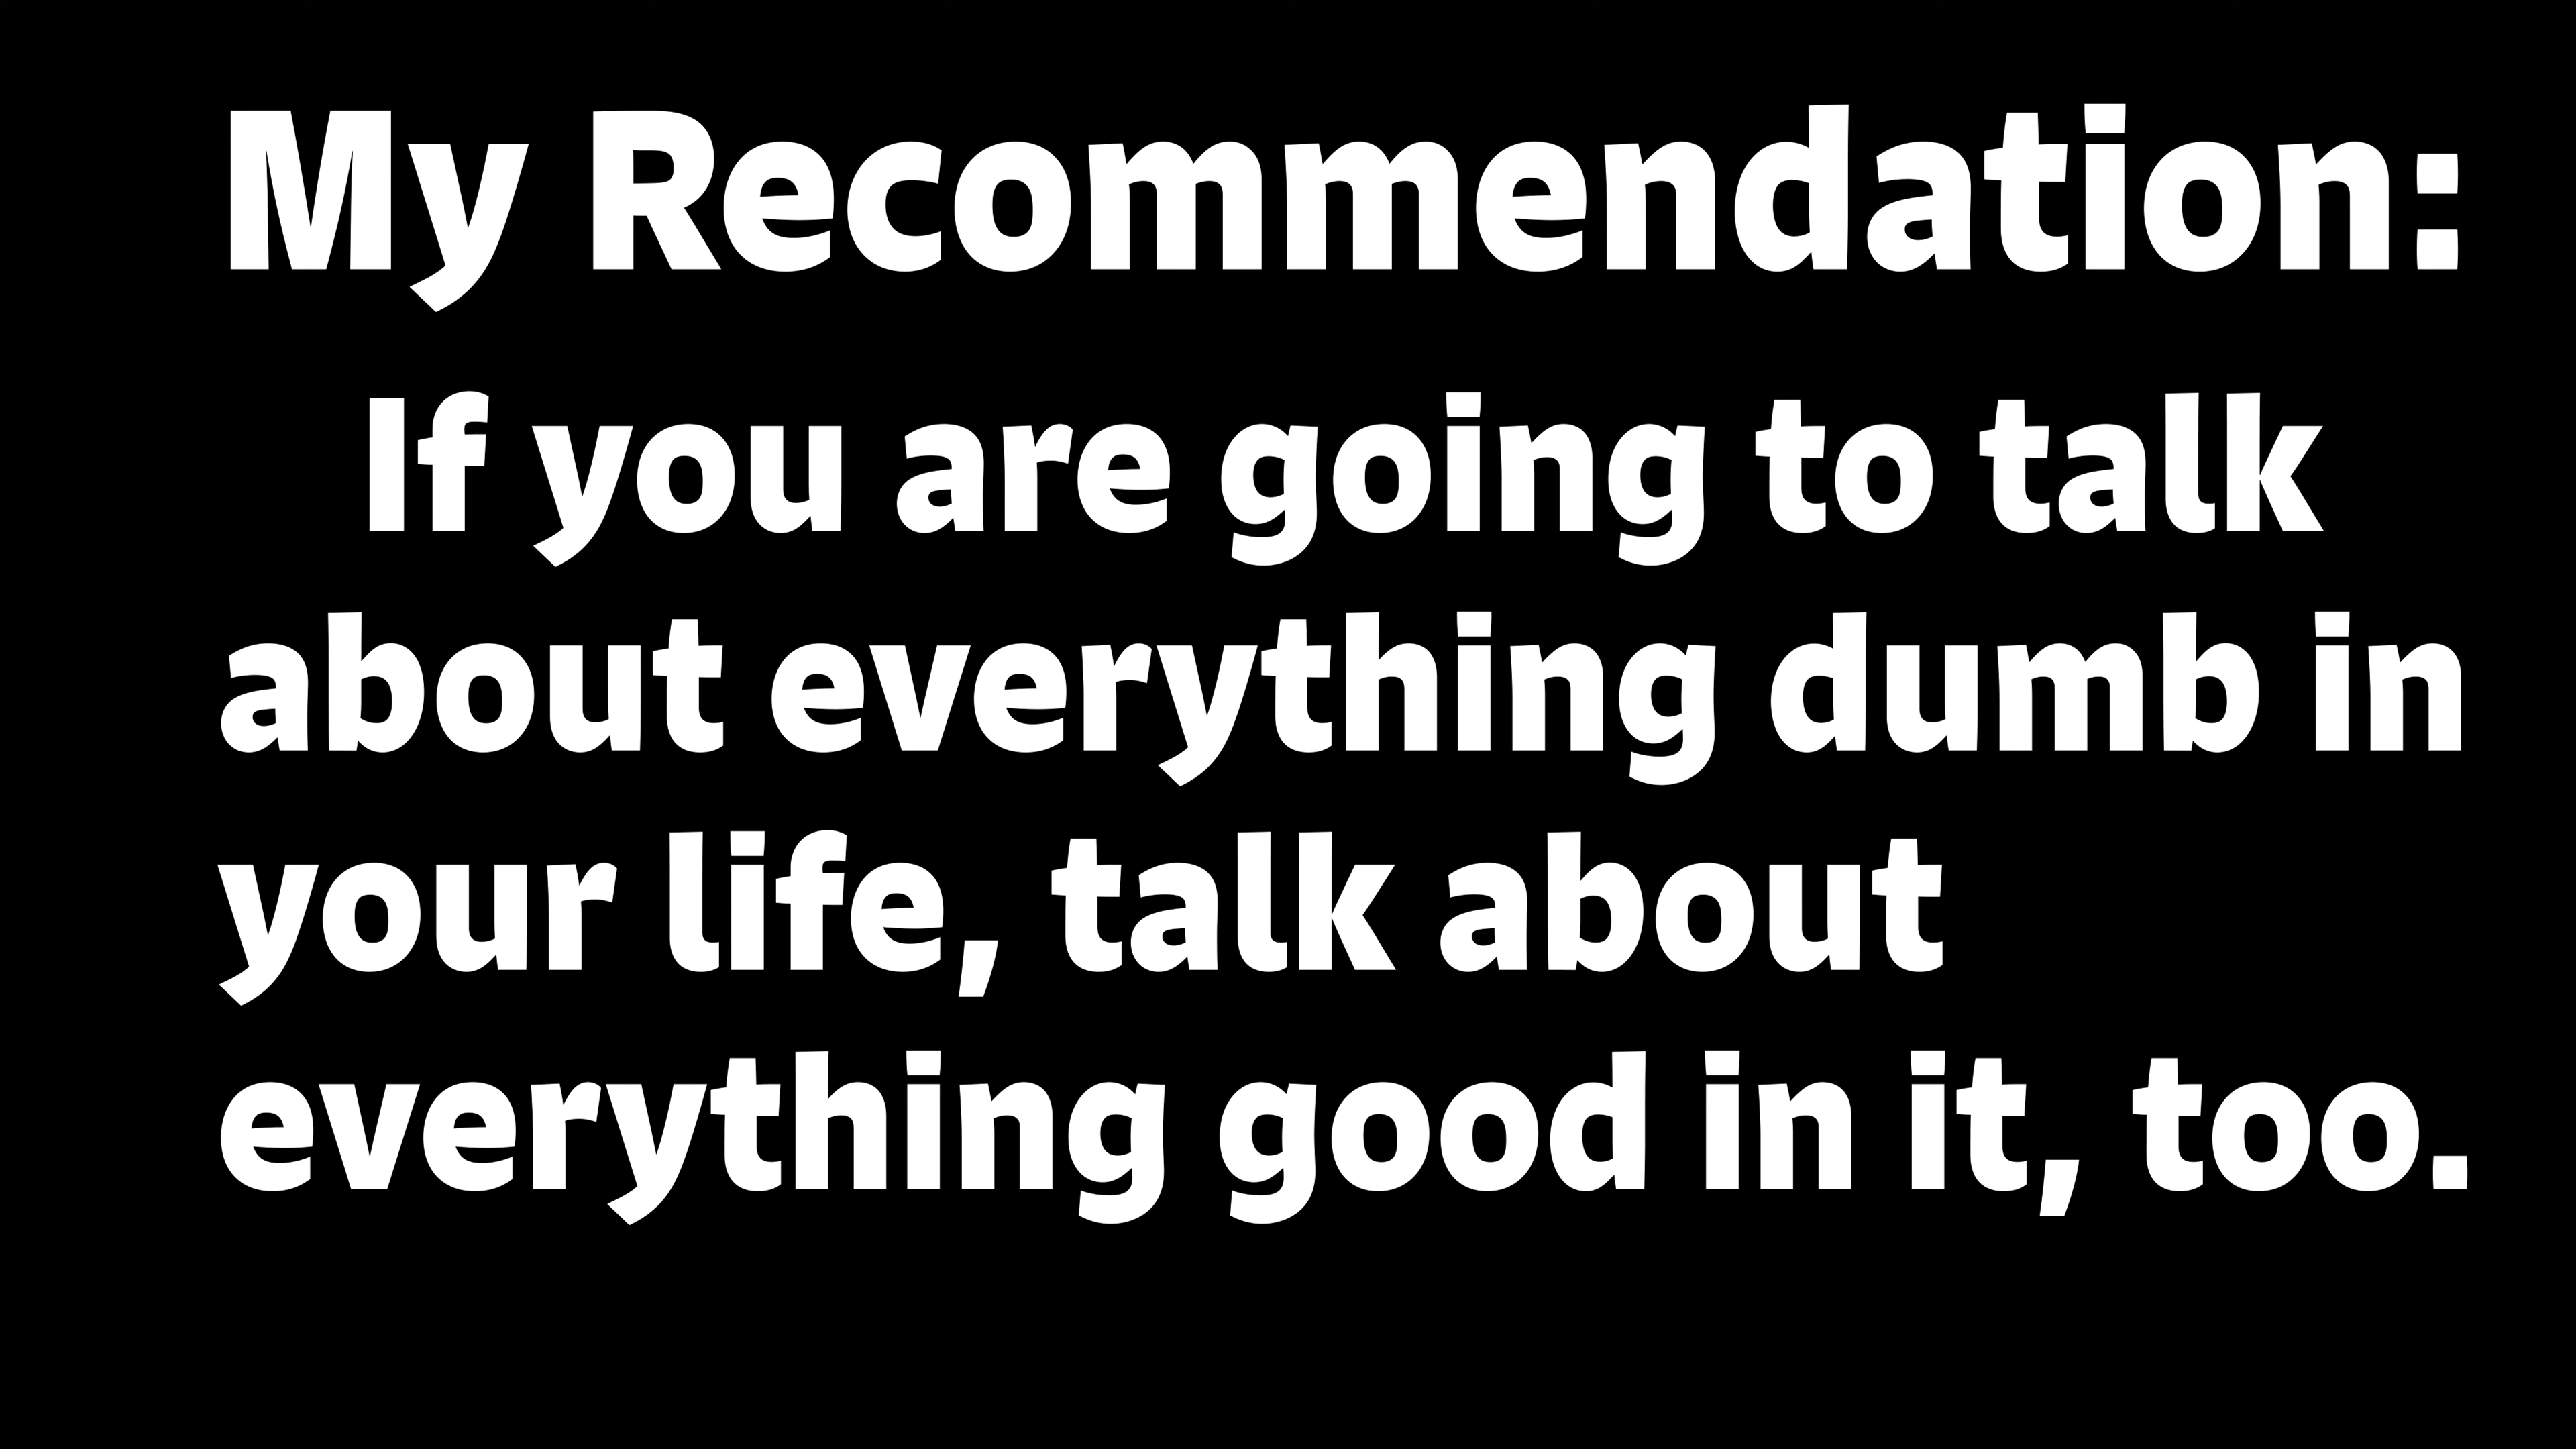 My Recommendation:
If you are going to talk
about everything dumb in
your life, talk about
everything good in it, too.